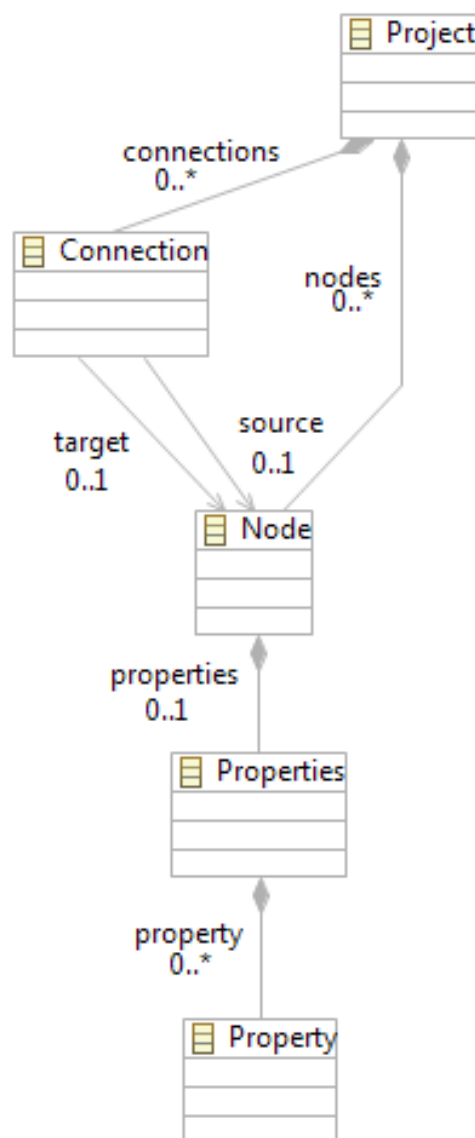 Project
connections
0..*
Connection
nodes
0..*
target
0..1
source
0..1
Node
properties
0..1
Properties
property
0..*
Property